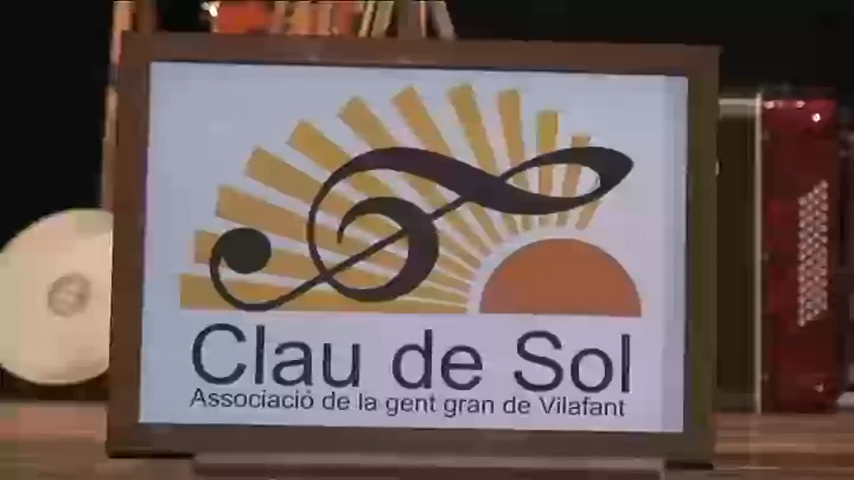 Clau de Sol
Associació de la gent gran de Vilafant